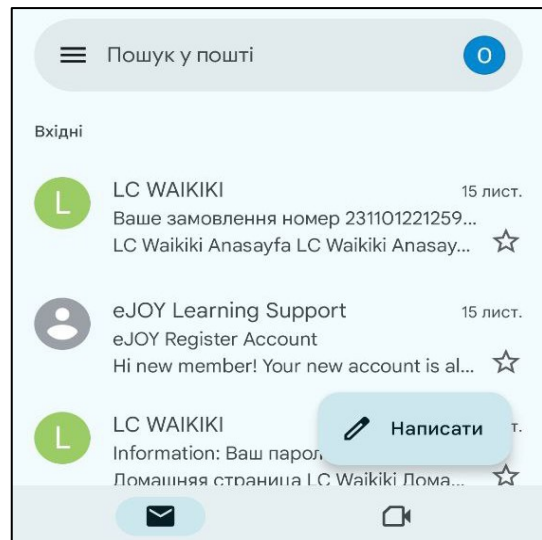 Пошук у пошті
О
Вхідні
L
LC WAIKIKI
15 лист.
Ваше замовлення номер 231101221259...
LC Waikiki Anasayfa LC Waikiki Anasay...
eJOY Learning Support
15 лист.
eJOY Register Account
Hi new member! Your new account is al...
L
LC WAIKIKI
т.
Information: Ваш парол
Написати
Домашняя страница LC Waikiki Дома...